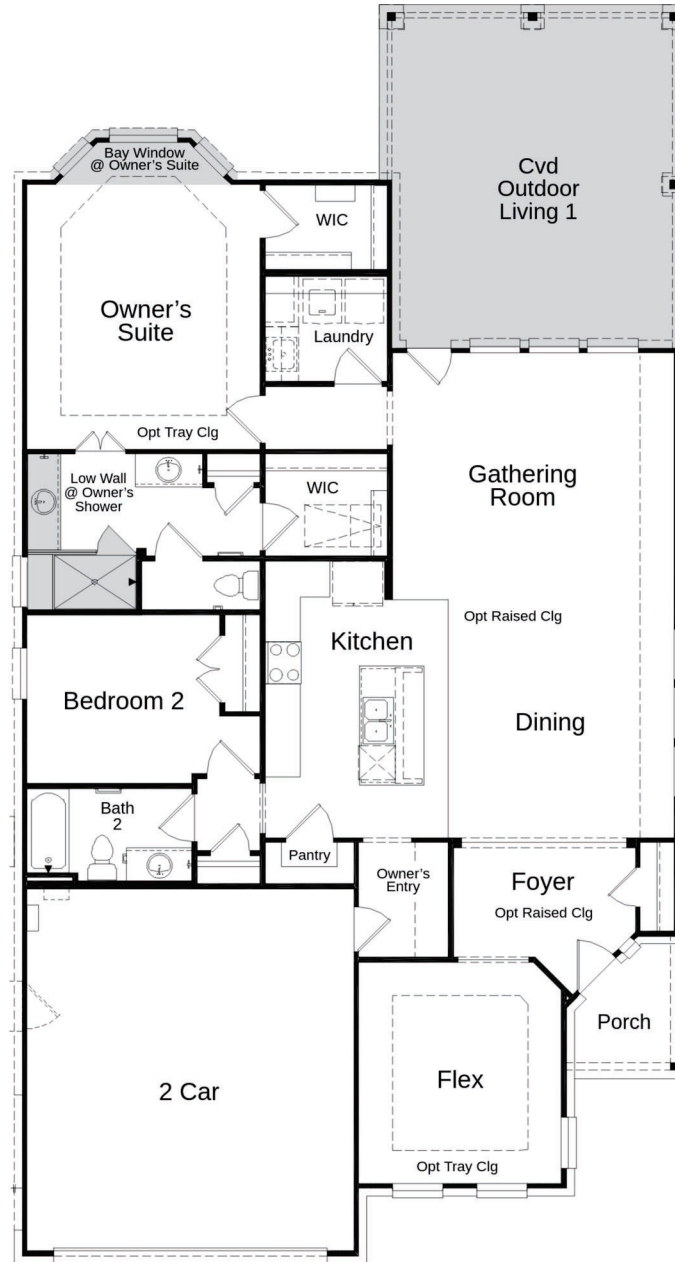 Bay Window
@ Owner's Suite
Cvd
Outdoor
Living 1
WIC
Owner's
Suite
Laundry
Opt Tray Clg
Low Wall
@ Owner's
Shower
WIC
Gathering
Room
Opt Raised Clg
Kitchen
Bedroom 2
Dining
Bath
2
Pantry
Owner's
Entry
Foyer
Opt Raised Clg
Porch
2 Car
Flex
Opt Tray Clg